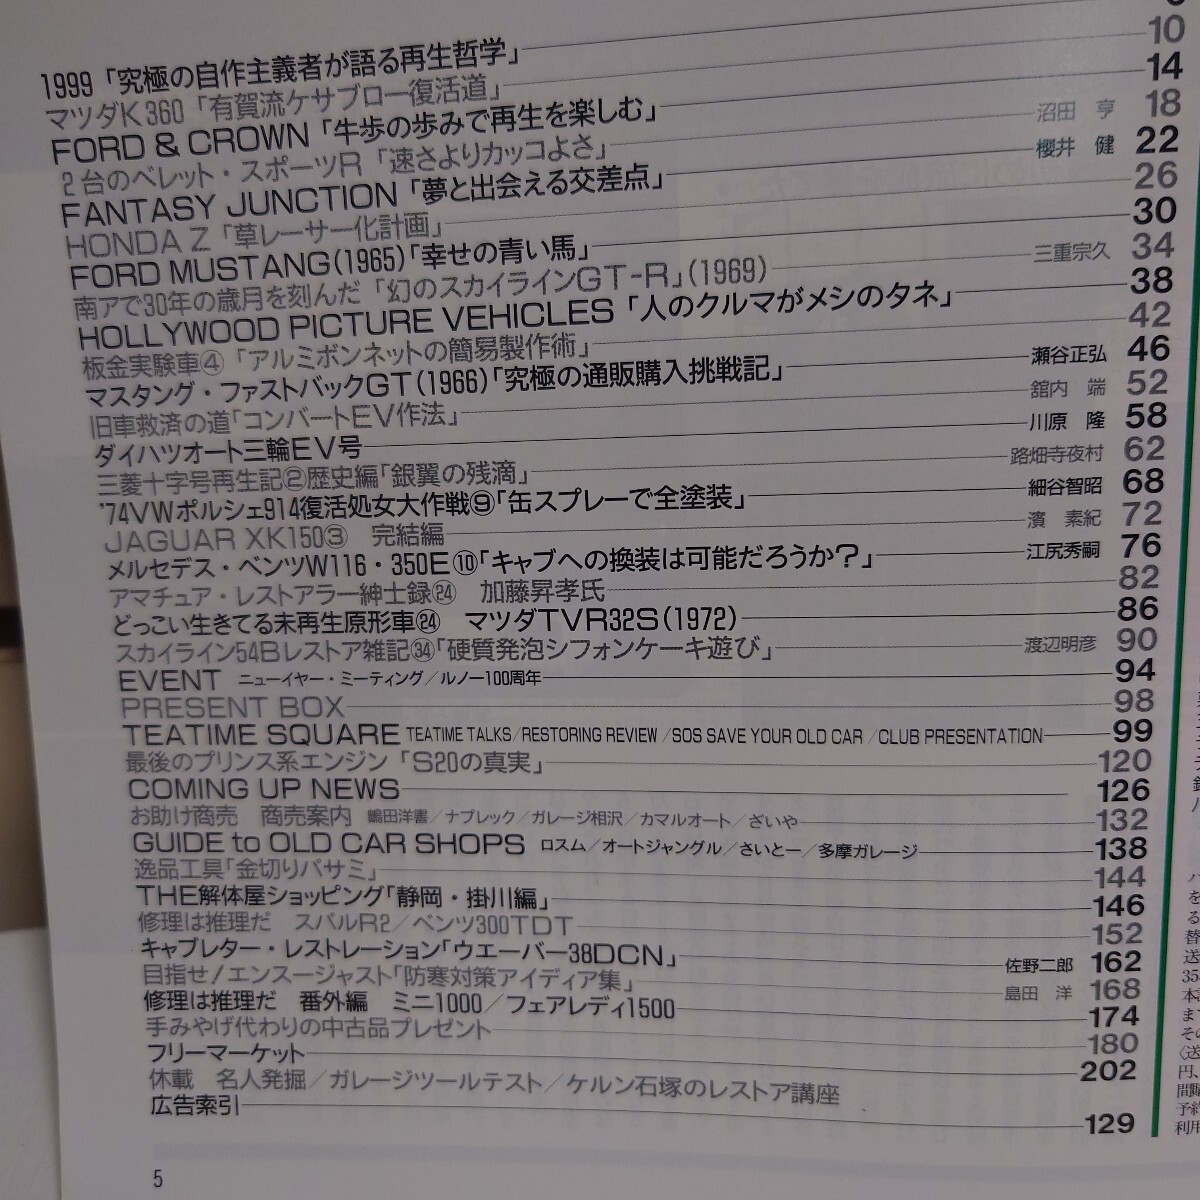 1999「究極の自作主義者が語る再生哲学」
マツダK360「有賀流ケサブロー復活道」 10
FORD & CROWN「牛歩の歩みで再生を楽しむ」 14
2台のベレット・スポーツR「速さよりカッコよさ」 沼田 亨 18
FANTASY JUNCTION「夢と出会える交差点」 櫻井 健 22
HONDA Z「草レーサー化計画」 26
FORD MUSTANG(1965)「幸せの青い馬」 30
南アで30年の歳月を刻んだ「幻のスカイラインGT-R」(1969) 三重宗久 34
HOLLYWOOD PICTURE VEHICLES「人のクルマがメシのタネ」 38
板金実験車④「アルミボンネットの簡易製作術」 42
マスタング・ファストバックGT(1966)「究極の通販購入挑戦記」 瀬谷正弘 46
旧車救済の道「コンバートEV作法」 舘内 端 52
ダイハツオート三輪EV号 川原 隆 58
三菱十字号再生記②歴史編「銀翼の残滴」 路畑寺夜村 62
'74VWポルシェ914復活処女大作戦⑨「缶スプレーで全塗装」 細谷智昭 68
JAGUAR XK150③ 完結編 濱 素紀 72
メルセデス・ベンツW116・350E⑩「キャブへの換装は可能だろうか?」 江尻秀嗣 76
アマチュア・レストアラー紳士録㉔ 加藤昇孝氏 82
どっこい生きてる未再生原形車㉔ マツダTVR32S(1972) 86
スカイライン54Bレストア雑記㉞「硬質発泡シフォンケーキ遊び」 渡辺明彦 90
EVENT ニューイヤー・ミーティング/ルノー100周年 94
PRESENT BOX 98
TEATIME SQUARE TEATIME TALKS/RESTORING REVIEW /SOS SAVE YOUR OLD CAR /CLUB PRESENTATION 99
最後のプリンス系エンジン「S20の真実」 120
COMING UP NEWS 126
お助け商売 商売案内 嶋田洋書/ナプレック/ガレージ相沢/カマルオート/ざいや 132
GUIDE to OLD CAR SHOPS ロスム/オートジャングル/さいとー/多摩ガレージ 138
逸品工具「金切りバサミ」 144
THE解体屋ショッピング「静岡・掛川編」 146
修理は推理だ スバルR2/ベンツ300TDT 152
キャブレター・レストレーション「ウエーバー38DCN」 佐野二郎 162
目指せ!エンスージャスト「防寒対策アイディア集」 島田 洋 168
修理は推理だ 番外編 ミニ1000/フェアレディ1500 174
手みやげ代わりの中古品プレゼント 180
フリーマーケット 202
休載 名人発掘/ガレージツールテスト/ケルン石塚のレストア講座
広告索引 129
5